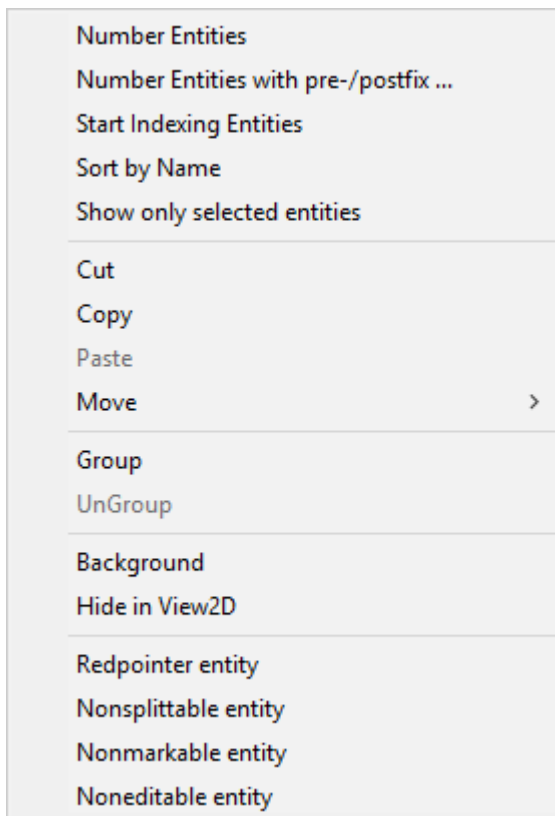 Number Entities
Number Entities with pre-/postfix ...
Start Indexing Entities
Sort by Name
Show only selected entities
Cut
Copy
Paste
Move
Group
UnGroup
Background
Hide in View2D
Redpointer entity
Nonsplittable entity
Nonmarkable entity
Noneditable entity